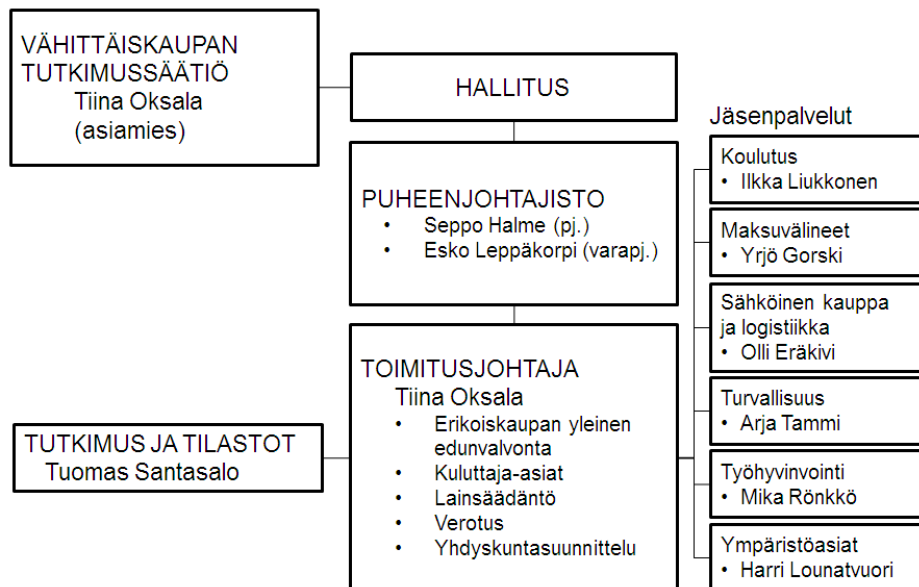 VÄHITTÄISKAUPAN
TUTKIMUSSÄÄTIÖ
Tiina Oksala
(asiamies)
HALLITUS
PUHEENJOHTAJISTO
• Seppo Halme (pj.)
• Esko Leppäkorpi (varapj.)
TOIMITUSJOHTAJA
Tiina Oksala
• Erikoiskaupan yleinen
edunvalvonta
• Kuluttaja-asiat
• Lainsäädäntö
• Verotus
• Yhdyskuntasuunnittelu
TUTKIMUS JA TILASTOT
Tuomas Santasalo
Jäsenpalvelut
Koulutus
• Ilkka Liukkonen
Maksuvälineet
• Yrjö Gorski
Sähköinen kauppa
ja logistiikka
• Olli Eräkivi
Turvallisuus
• Arja Tammi
Työhyvinvointi
• Mika Rönkkö
Ympäristöasiat
• Harri Lounatvuori